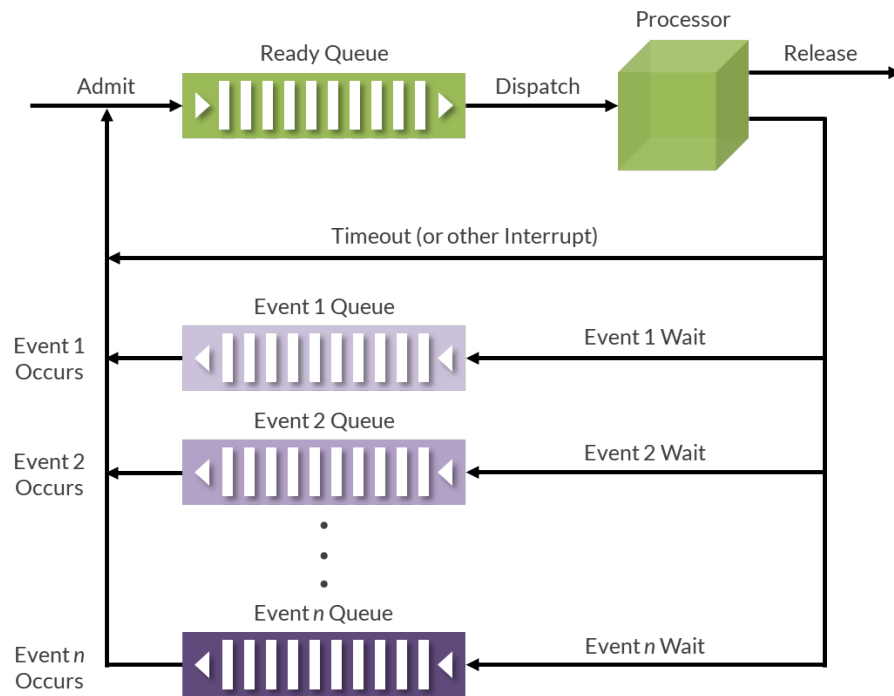 Processor
Ready Queue
Release
Admit
Dispatch
Timeout (or other Interrupt)
Event 1 Queue
Event 1
Occurs
Event 1 Wait
Event 2 Queue
Event 2
Occurs
Event 2 Wait
Event n Queue
Event n
Occurs
Event n Wait